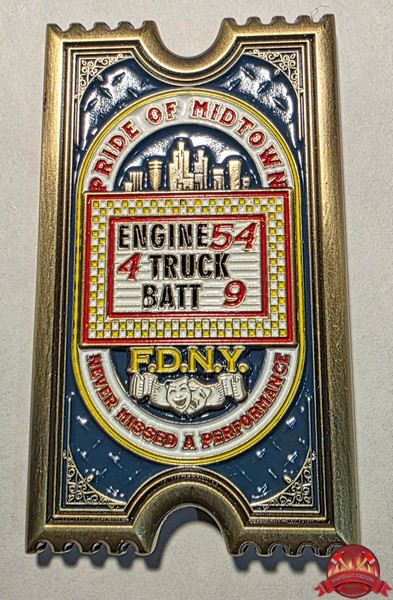 PRIDE OF MIDTOWN
ENGINE 54
4 TRUCK
BATT 9
F.D.N.Y.
NEVER MISSED A PERFORMANCE